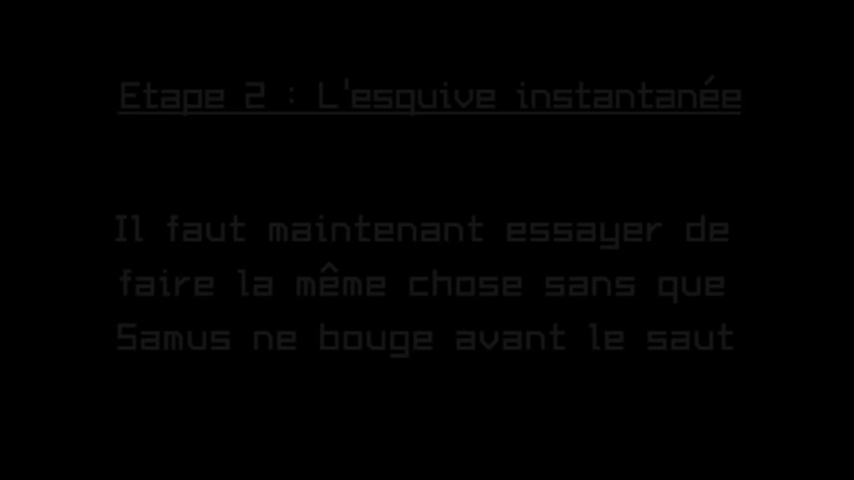 Etape 2 : L'esquive instantanée
Il faut maintenant essayer de
faire la même chose sans que
Samus ne bouge avant le saut